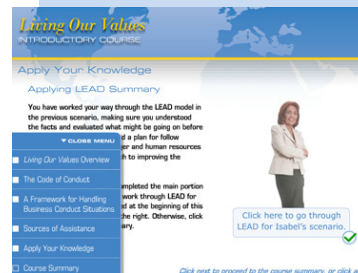 Living Our Values
INTRODUCTORY COURSE
Apply Your Knowledge
Applying LEAD Summary
You have worked your way through the LEAD model in
the previous scenario, making sure you understood
the facts and evaluated what might be going on before
d a plan for follow
er and human resources
h to improving the
CLOSE MENU
Living Our Values Overview
The Code of Conduct
A Framework for Handling
Business Conduct Situations
Sources of Assistance
Apply Your Knowledge
Course Summary
mpleted the main portion
work through LEAD for
d at the beginning of this
the right. Otherwise, click
ary.
Click here to go through
LEAD for Isabel's scenario.
Click next to proceed to the course summary, or click